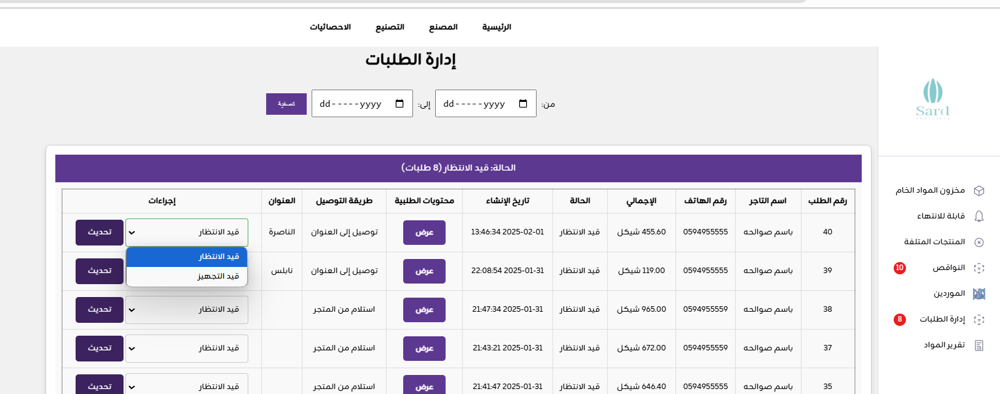 الرئيسية المصنع التصنيع الاحصائيات
إدارة الطلبات
من: dd-----yyyy إلى: dd-----yyyy تصفية
Sard
مخزون المواد الخام
قابلة للانتهاء
المنتجات المتلفة
النواقص 10
الموردين
إدارة الطلبات 8
تقرير المواد
الحالة: قيد الانتظار (8 طلبات)
رقم الطلب اسم التاجر رقم الهاتف الإجمالي الحالة تاريخ الإنشاء محتويات الطلبية طريقة التوصيل العنوان إجراءات
40 باسم صوالحه 0594955555 455.60 شيكل قيد الانتظار 2025-02-01 13:46:34 عرض توصيل إلى العنوان الناصرة قيد الانتظار تحديث
قيد الانتظار
قيد التجهيز
39 باسم صوالحه 0594955555 119.00 شيكل قيد الانتظار 2025-01-31 22:08:54 عرض توصيل إلى العنوان نابلس تحديث
38 باسم صوالحه 0594955559 965.00 شيكل قيد الانتظار 2025-01-31 21:47:34 عرض استلام من المتجر قيد الانتظار تحديث
37 باسم صوالحه 0594955559 672.00 شيكل قيد الانتظار 2025-01-31 21:43:21 عرض استلام من المتجر قيد الانتظار تحديث
35 باسم صوالحه 0594955555 646.40 شيكل قيد الانتظار 2025-01-31 21:41:47 عرض استلام من المتجر قيد الانتظار تحديث